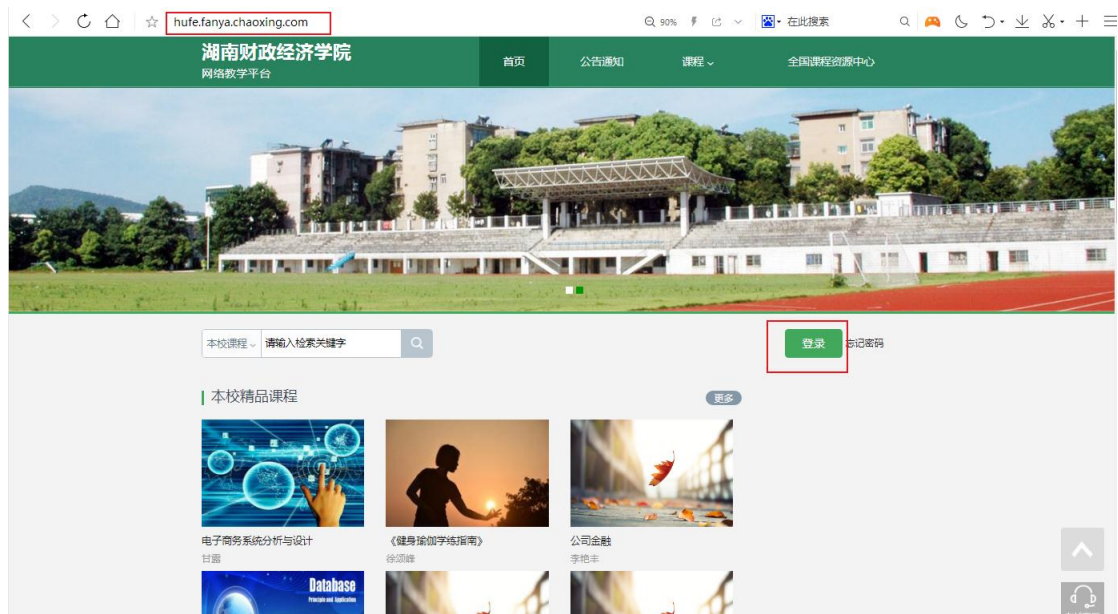 hufe.fanya.chaoxing.com
90%
在此搜索
湖南财政经济学院
网络教学平台
首页
公告通知
课程
全国课程资源中心
本校课程
请输入检索关键字
登录
忘记密码
本校精品课程
更多
电子商务系统分析与设计
甘露
《健身瑜伽学练指南》
徐颂峰
公司金融
李艳丰
Database
Principle and Application